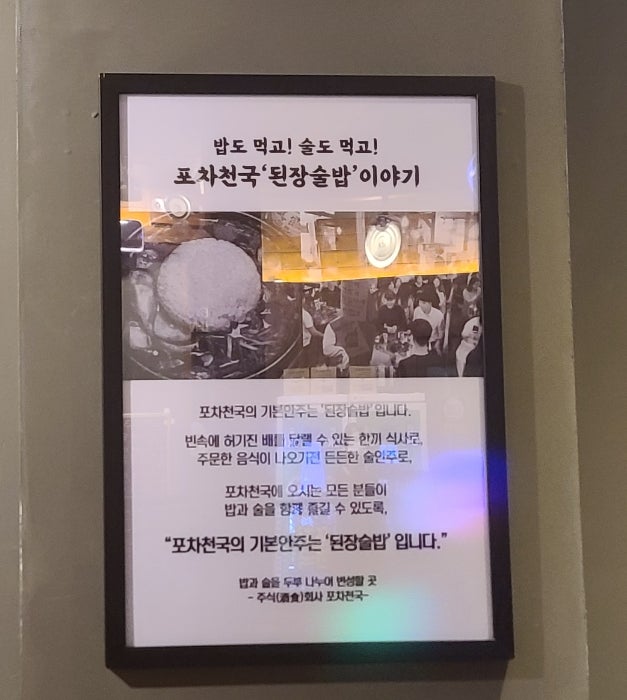 밥도 먹고! 술도 먹고!
포차천국‘된장술밥’이야기
포차천국의 기본안주는 ‘된장술밥’ 입니다.
빈속에 허기진 배를 달랠 수 있는 한끼 식사로,
주문한 음식이 나오기전 든든한 술안주로,
포차천국에 오시는 모든 분들이
밥과 술을 함께 즐길 수 있도록,
“포차천국의 기본안주는 ‘된장술밥’ 입니다.”
밥과 술을 두루 나누어 번성할 곳
- 주식(酒食)회사 포차천국-